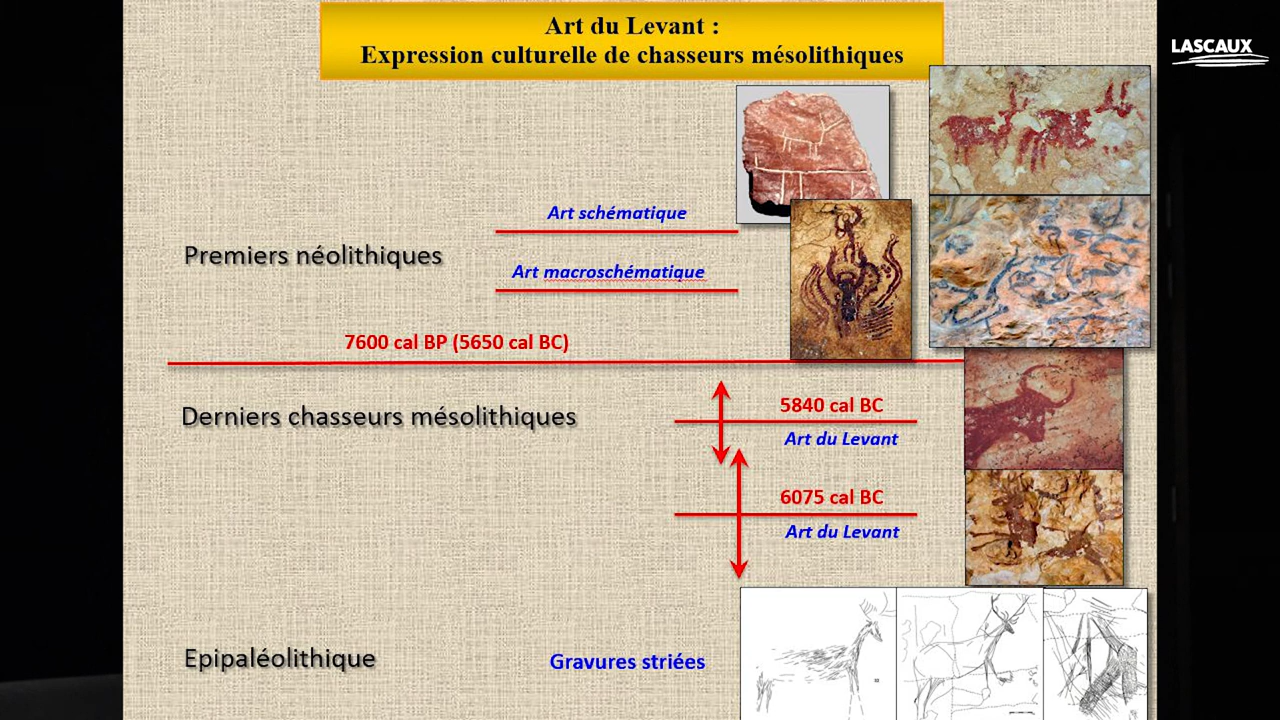 Art du Levant :
Expression culturelle de chasseurs mésolithiques
LASCAUX
Art schématique
Premiers néolithiques
Art macroschématique
7600 cal BP (5650 cal BC)
Derniers chasseurs mésolithiques
5840 cal BC
Art du Levant
6075 cal BC
Art du Levant
Epipaléolithique
Gravures striées